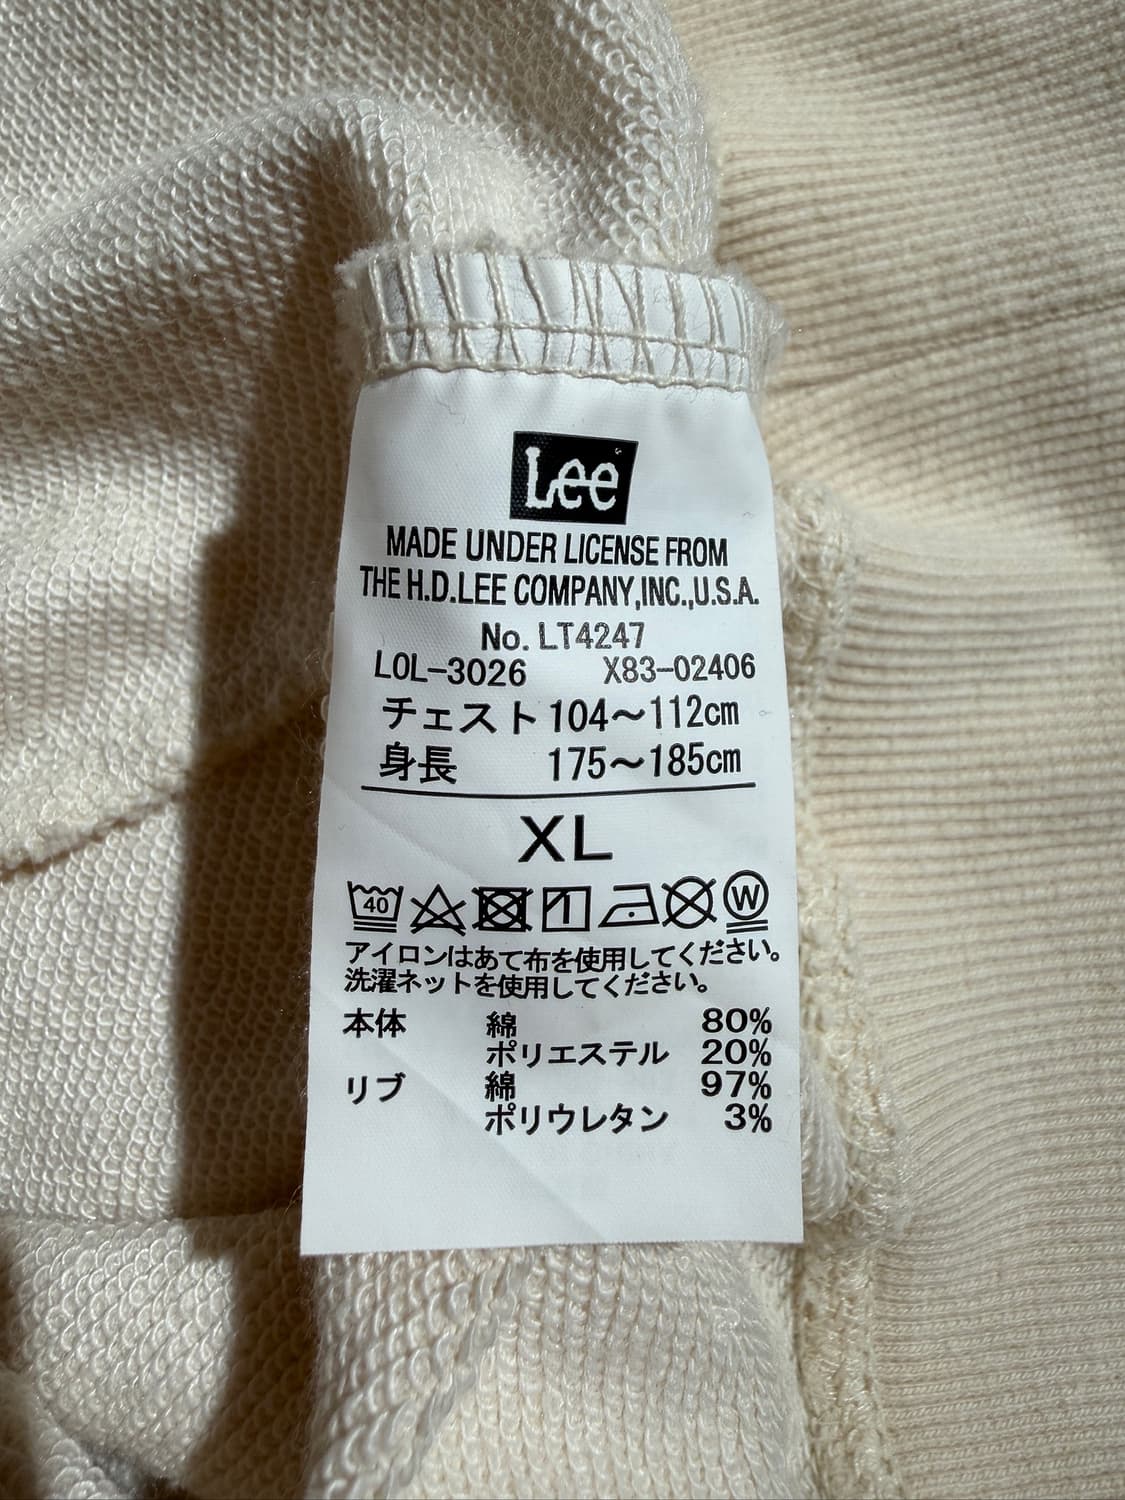 Lee
MADE UNDER LICENSE FROM
THE H.D.LEE COMPANY,INC.,U.S.A.
No. LT4247
LOL-3026 X83-02406
チェスト 104～112cm
身長 175～185cm
XL
40 W
アイロンはあて布を使用してください。
洗濯ネットを使用してください。
本体 綿 80%
ポリエステル 20%
リブ 綿 97%
ポリウレタン 3%